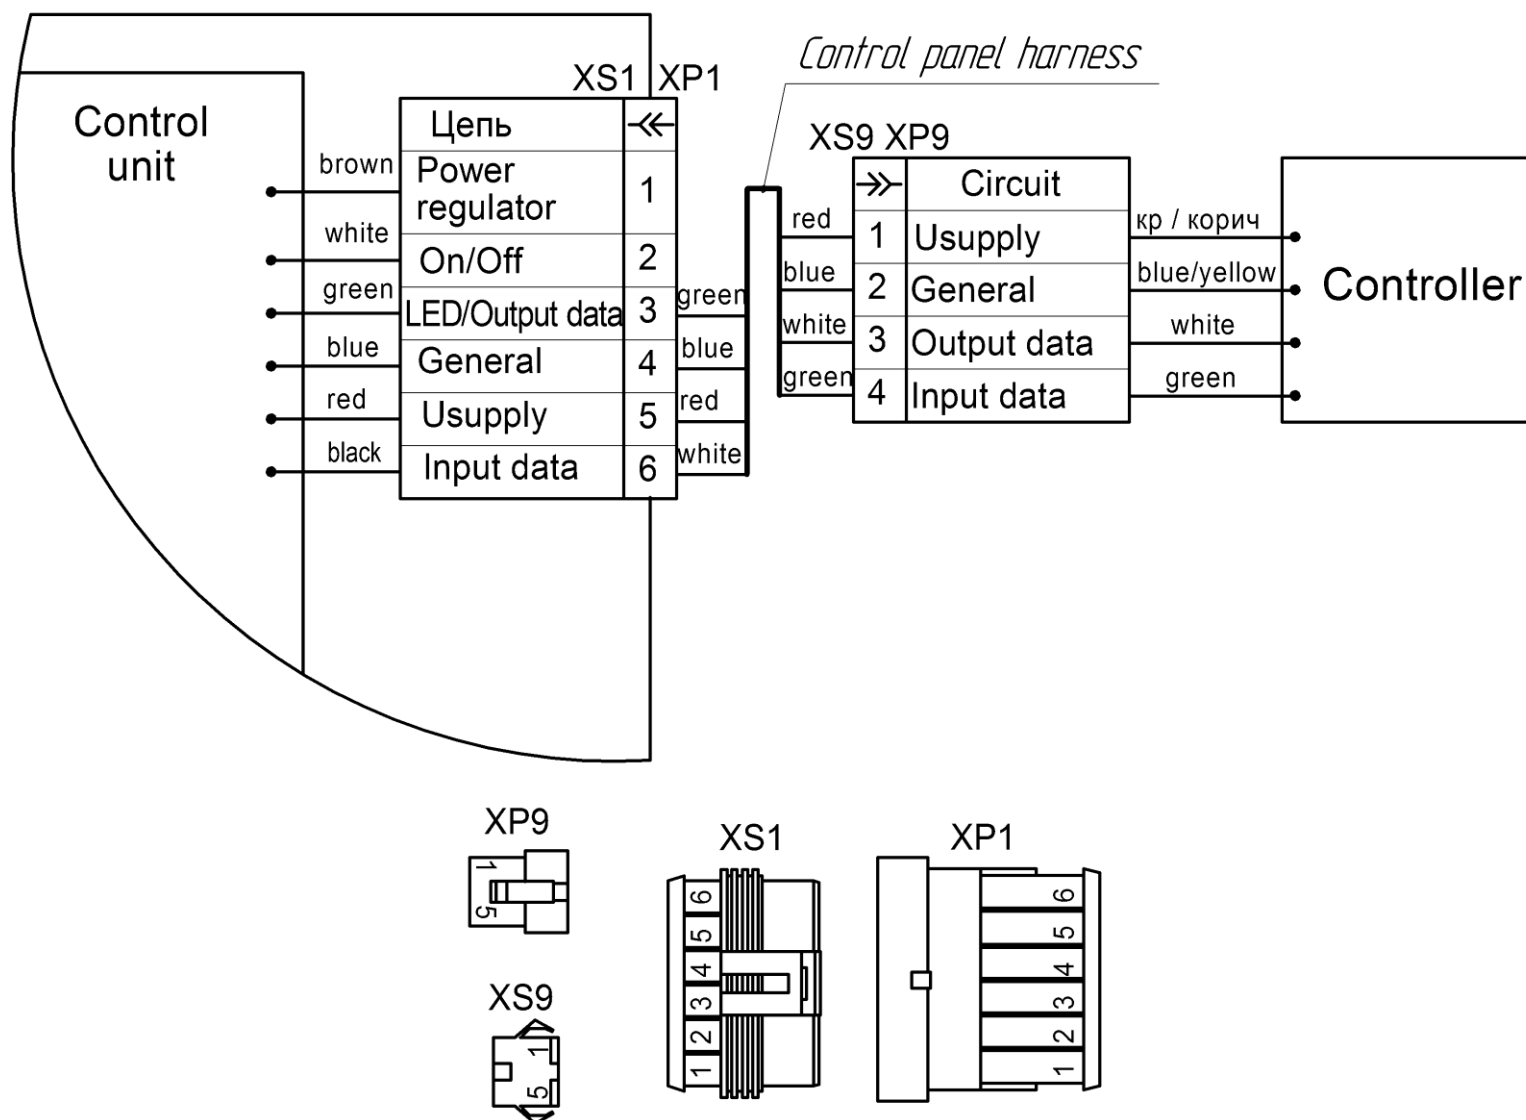 Control panel harness
XS1 XP1
XS9 XP9
Control
unit
Цепь
brown
Power
regulator
1
white
On/Off
2
green
LED/Output data
3
green
blue
General
4
blue
red
Usupply
5
red
black
Input data
6
white
Circuit
red
1
Usupply
кр / корич
blue
2
General
blue/yellow
white
3
Output data
white
green
4
Input data
green
Controller
XP9
1
5
XS9
1
5
XS1
6
5
4
3
2
1
XP1
6
5
4
3
2
1